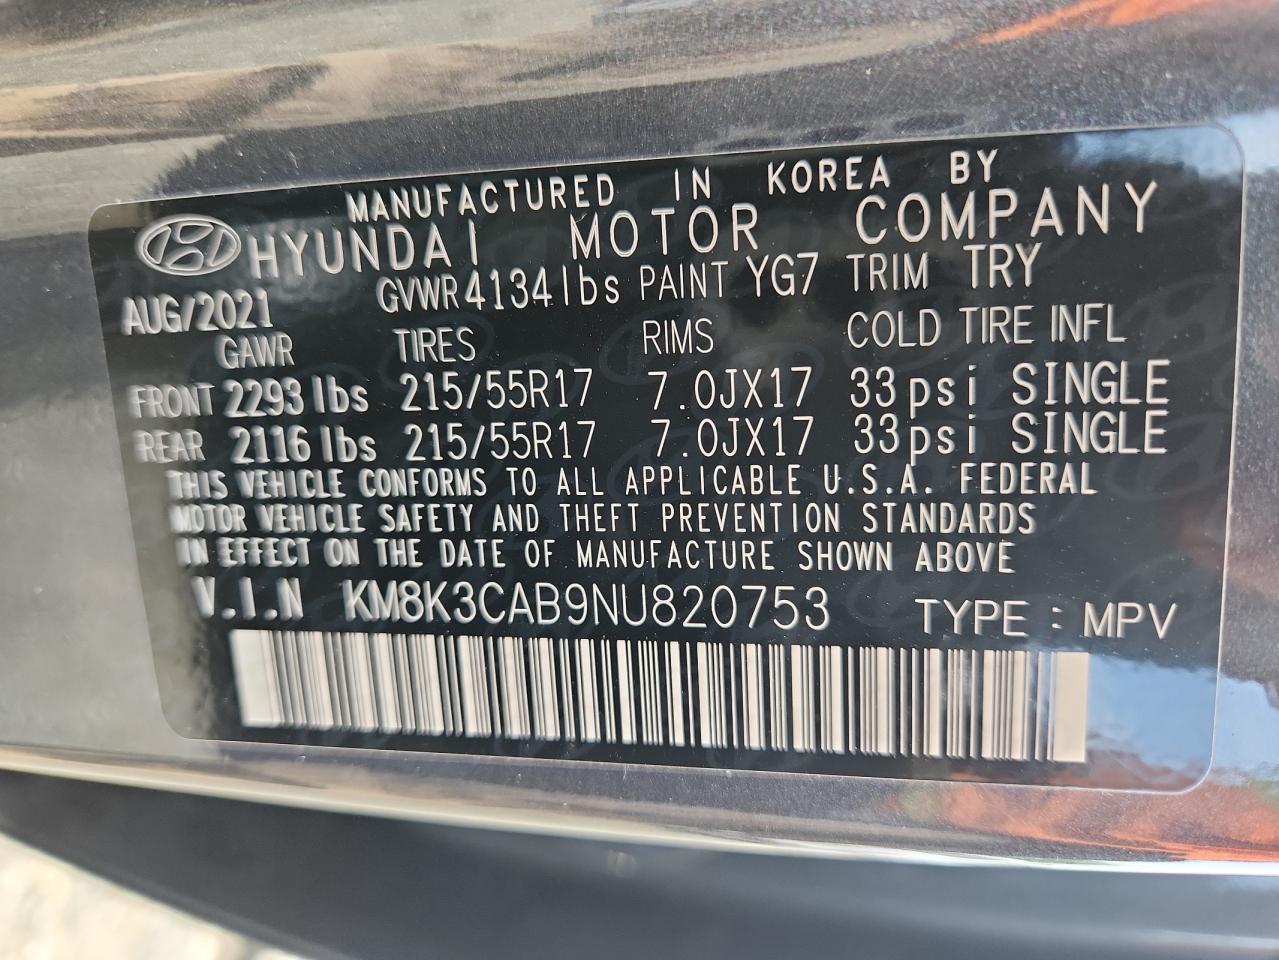 MANUFACTURED IN KOREA BY
HYUNDAI MOTOR COMPANY
AUG/2021 GVWR 4134lbs PAINT YG7 TRIM TRY
GAWR TIRES RIMS COLD TIRE INFL
FRONT 2293 lbs 215/55R17 7.0JX17 33psi SINGLE
REAR 2116 lbs 215/55R17 7.0JX17 33psi SINGLE
THIS VEHICLE CONFORMS TO ALL APPLICABLE U.S.A. FEDERAL
MOTOR VEHICLE SAFETY AND THEFT PREVENTION STANDARDS
IN EFFECT ON THE DATE OF MANUFACTURE SHOWN ABOVE
V.I.N KM8K3CAB9NU820753 TYPE : MPV